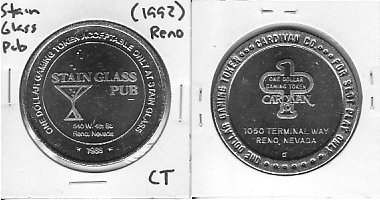 Stain
Glass
Pub
(1992)
Reno
ONE DOLLAR GAMING TOKEN ACCEPTABLE ONLY AT STAIN GLASS
STAIN GLASS
PUB
540 W. 4th St.
Reno, Nevada
1988
CT
ONE DOLLAR GAMING TOKEN CARDIVAN CO. FOR SLOT PLAY ONLY
ONE DOLLAR
GAMING TOKEN
CARDIVAN
1050 TERMINAL WAY
RENO, NEVADA